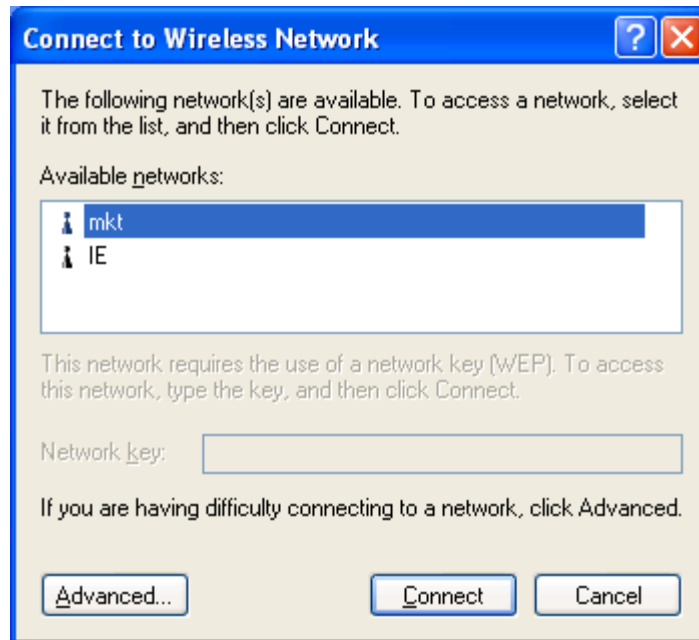 Connect to Wireless Network
The following network(s) are available. To access a network, select
it from the list, and then click Connect.
Available networks:
mkt
IE
This network requires the use of a network key (WEP). To access
this network, type the key, and then click Connect.
Network key:
If you are having difficulty connecting to a network, click Advanced.
Advanced... Connect Cancel